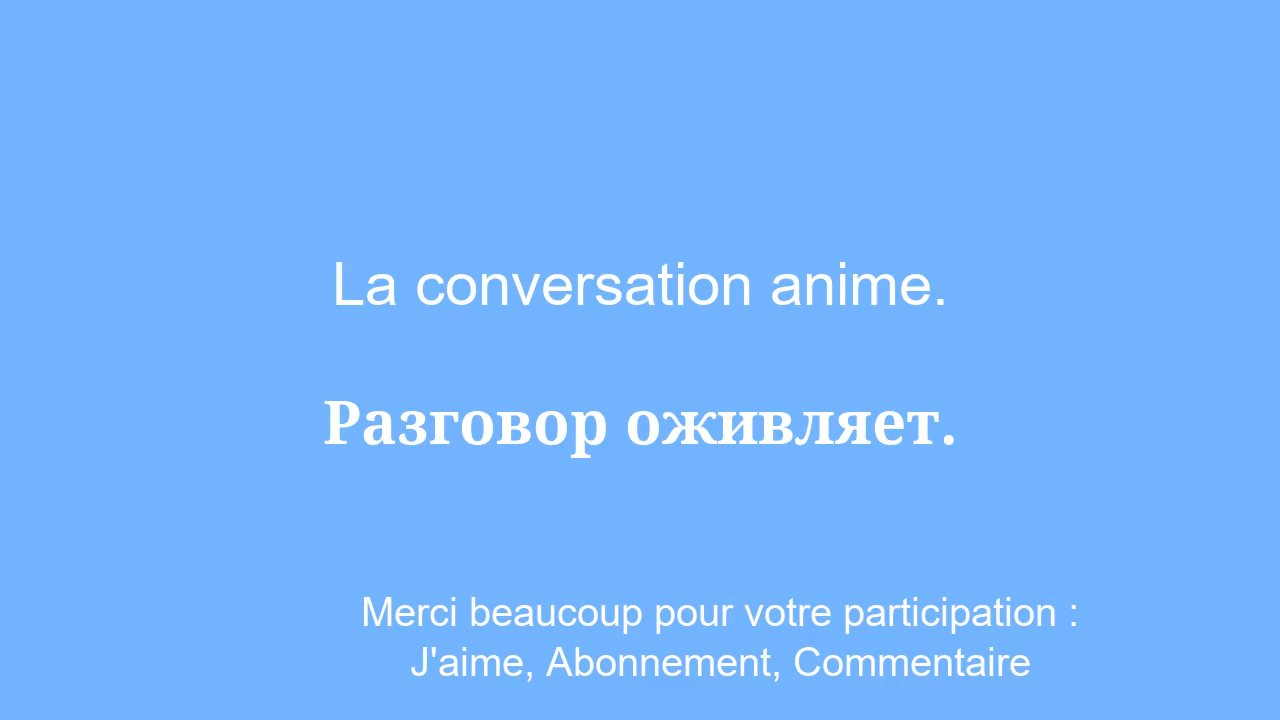 La conversation anime.
Разговор оживляет.
Merci beaucoup pour votre participation :
J'aime, Abonnement, Commentaire